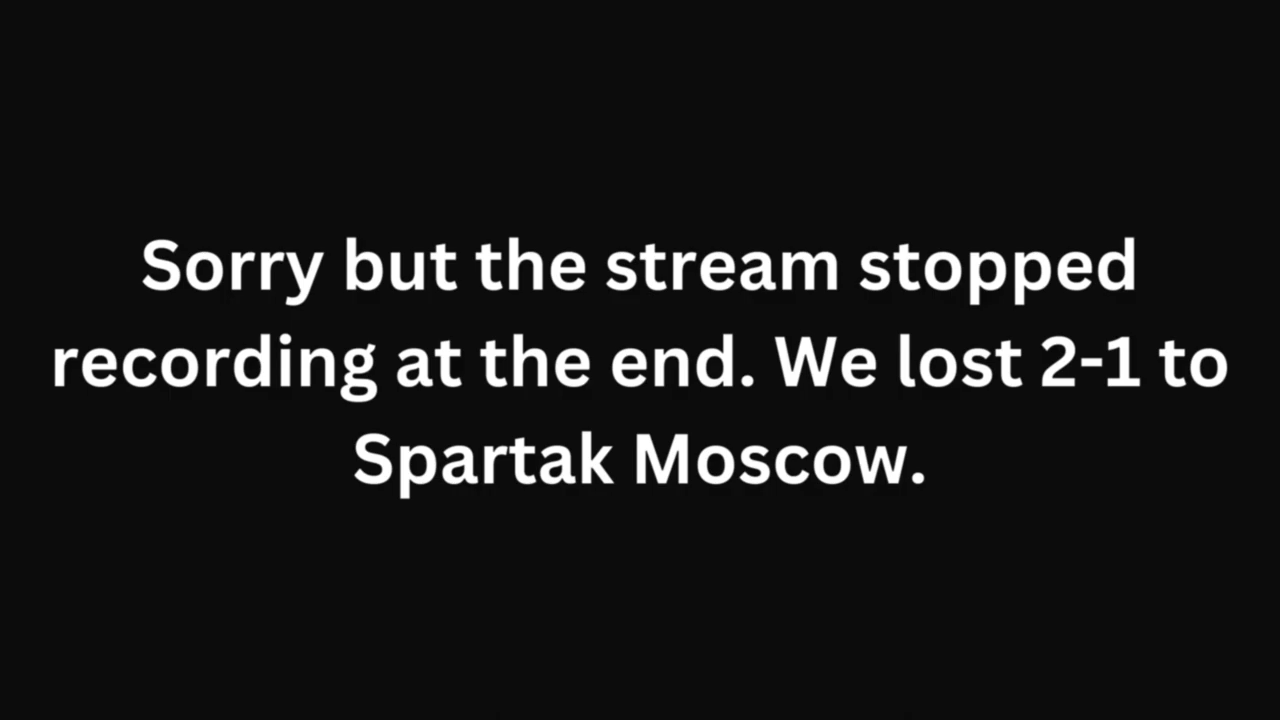 Sorry but the stream stopped
recording at the end. We lost 2-1 to
Spartak Moscow.